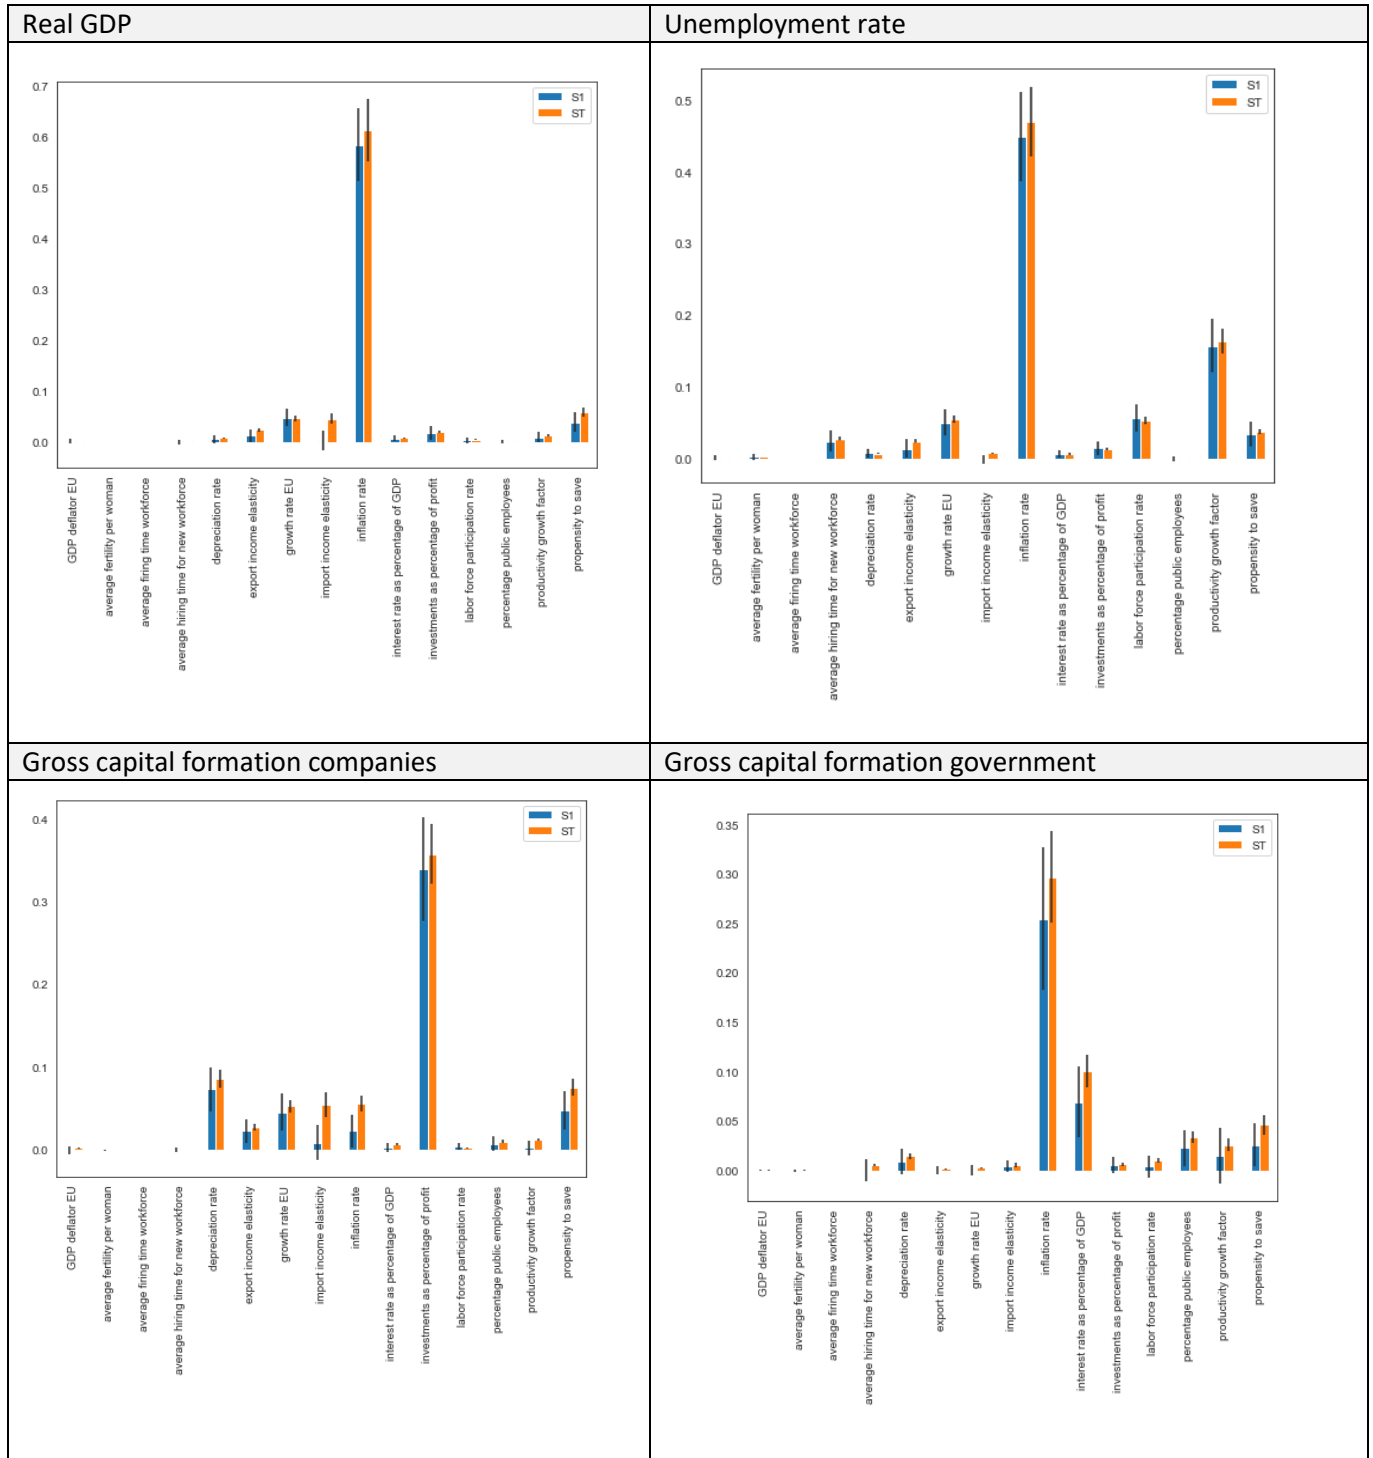 Real GDP
Unemployment rate
0.7
0.6
0.5
0.4
0.3
0.2
0.1
0.0
S1
ST
GDP deflator EU
average fertility per woman
average firing time workforce
average hiring time for new workforce
depreciation rate
export income elasticity
growth rate EU
import income elasticity
inflation rate
interest rate as percentage of GDP
investments as percentage of profit
labor force participation rate
percentage public employees
productivity growth factor
propensity to save
0.5
0.4
0.3
0.2
0.1
0.0
S1
ST
GDP deflator EU
average fertility per woman
average firing time workforce
average hiring time for new workforce
depreciation rate
export income elasticity
growth rate EU
import income elasticity
inflation rate
interest rate as percentage of GDP
investments as percentage of profit
labor force participation rate
percentage public employees
productivity growth factor
propensity to save
Gross capital formation companies
Gross capital formation government
0.4
0.3
0.2
0.1
0.0
S1
ST
GDP deflator EU
average fertility per woman
average firing time workforce
average hiring time for new workforce
depreciation rate
export income elasticity
growth rate EU
import income elasticity
inflation rate
interest rate as percentage of GDP
investments as percentage of profit
labor force participation rate
percentage public employees
productivity growth factor
propensity to save
0.35
0.30
0.25
0.20
0.15
0.10
0.05
0.00
S1
ST
GDP deflator EU
average fertility per woman
average firing time workforce
average hiring time for new workforce
depreciation rate
export income elasticity
growth rate EU
import income elasticity
inflation rate
interest rate as percentage of GDP
investments as percentage of profit
labor force participation rate
percentage public employees
productivity growth factor
propensity to save